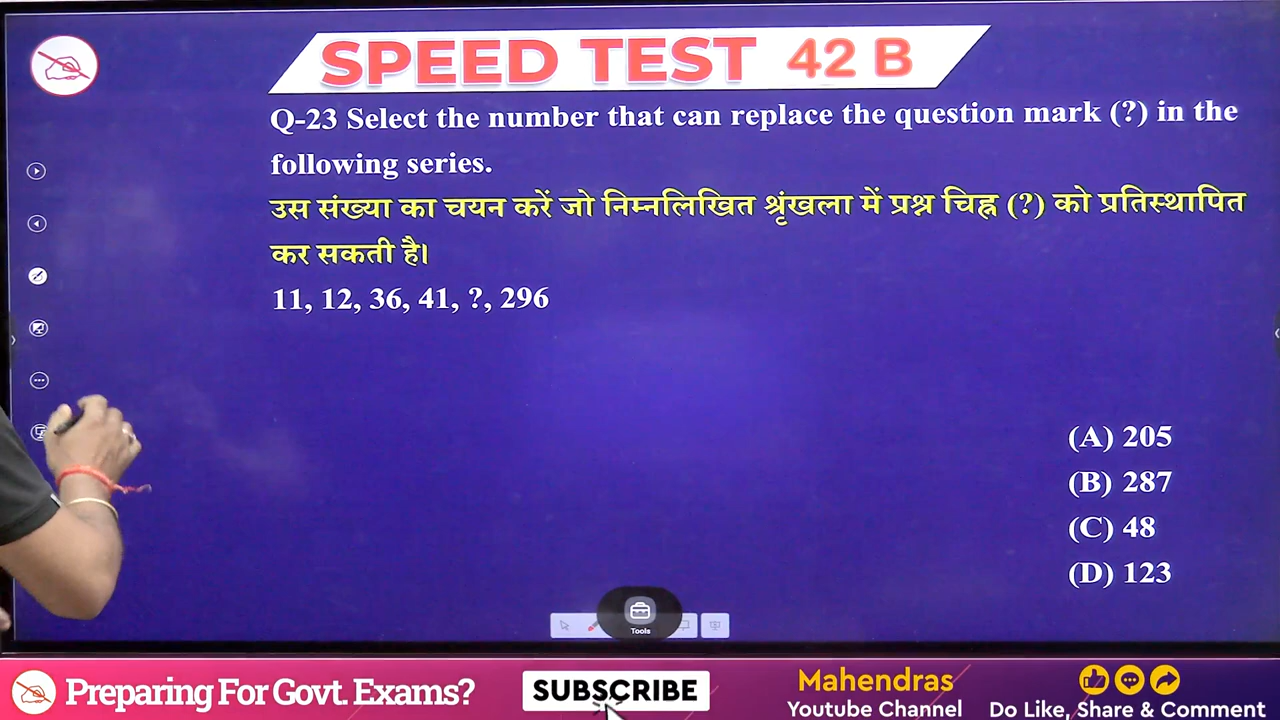 SPEED TEST 42 B
Q-23 Select the number that can replace the question mark (?) in the
following series.
उस संख्या का चयन करें जो निम्नलिखित श्रृंखला में प्रश्न चिह्न (?) को प्रतिस्थापित
कर सकती है।
11, 12, 36, 41, ?, 296
(A) 205
(B) 287
(C) 48
(D) 123
Tools
Preparing For Govt. Exams?
SUBSCRIBE
Mahendras
Youtube Channel
Do Like, Share & Comment